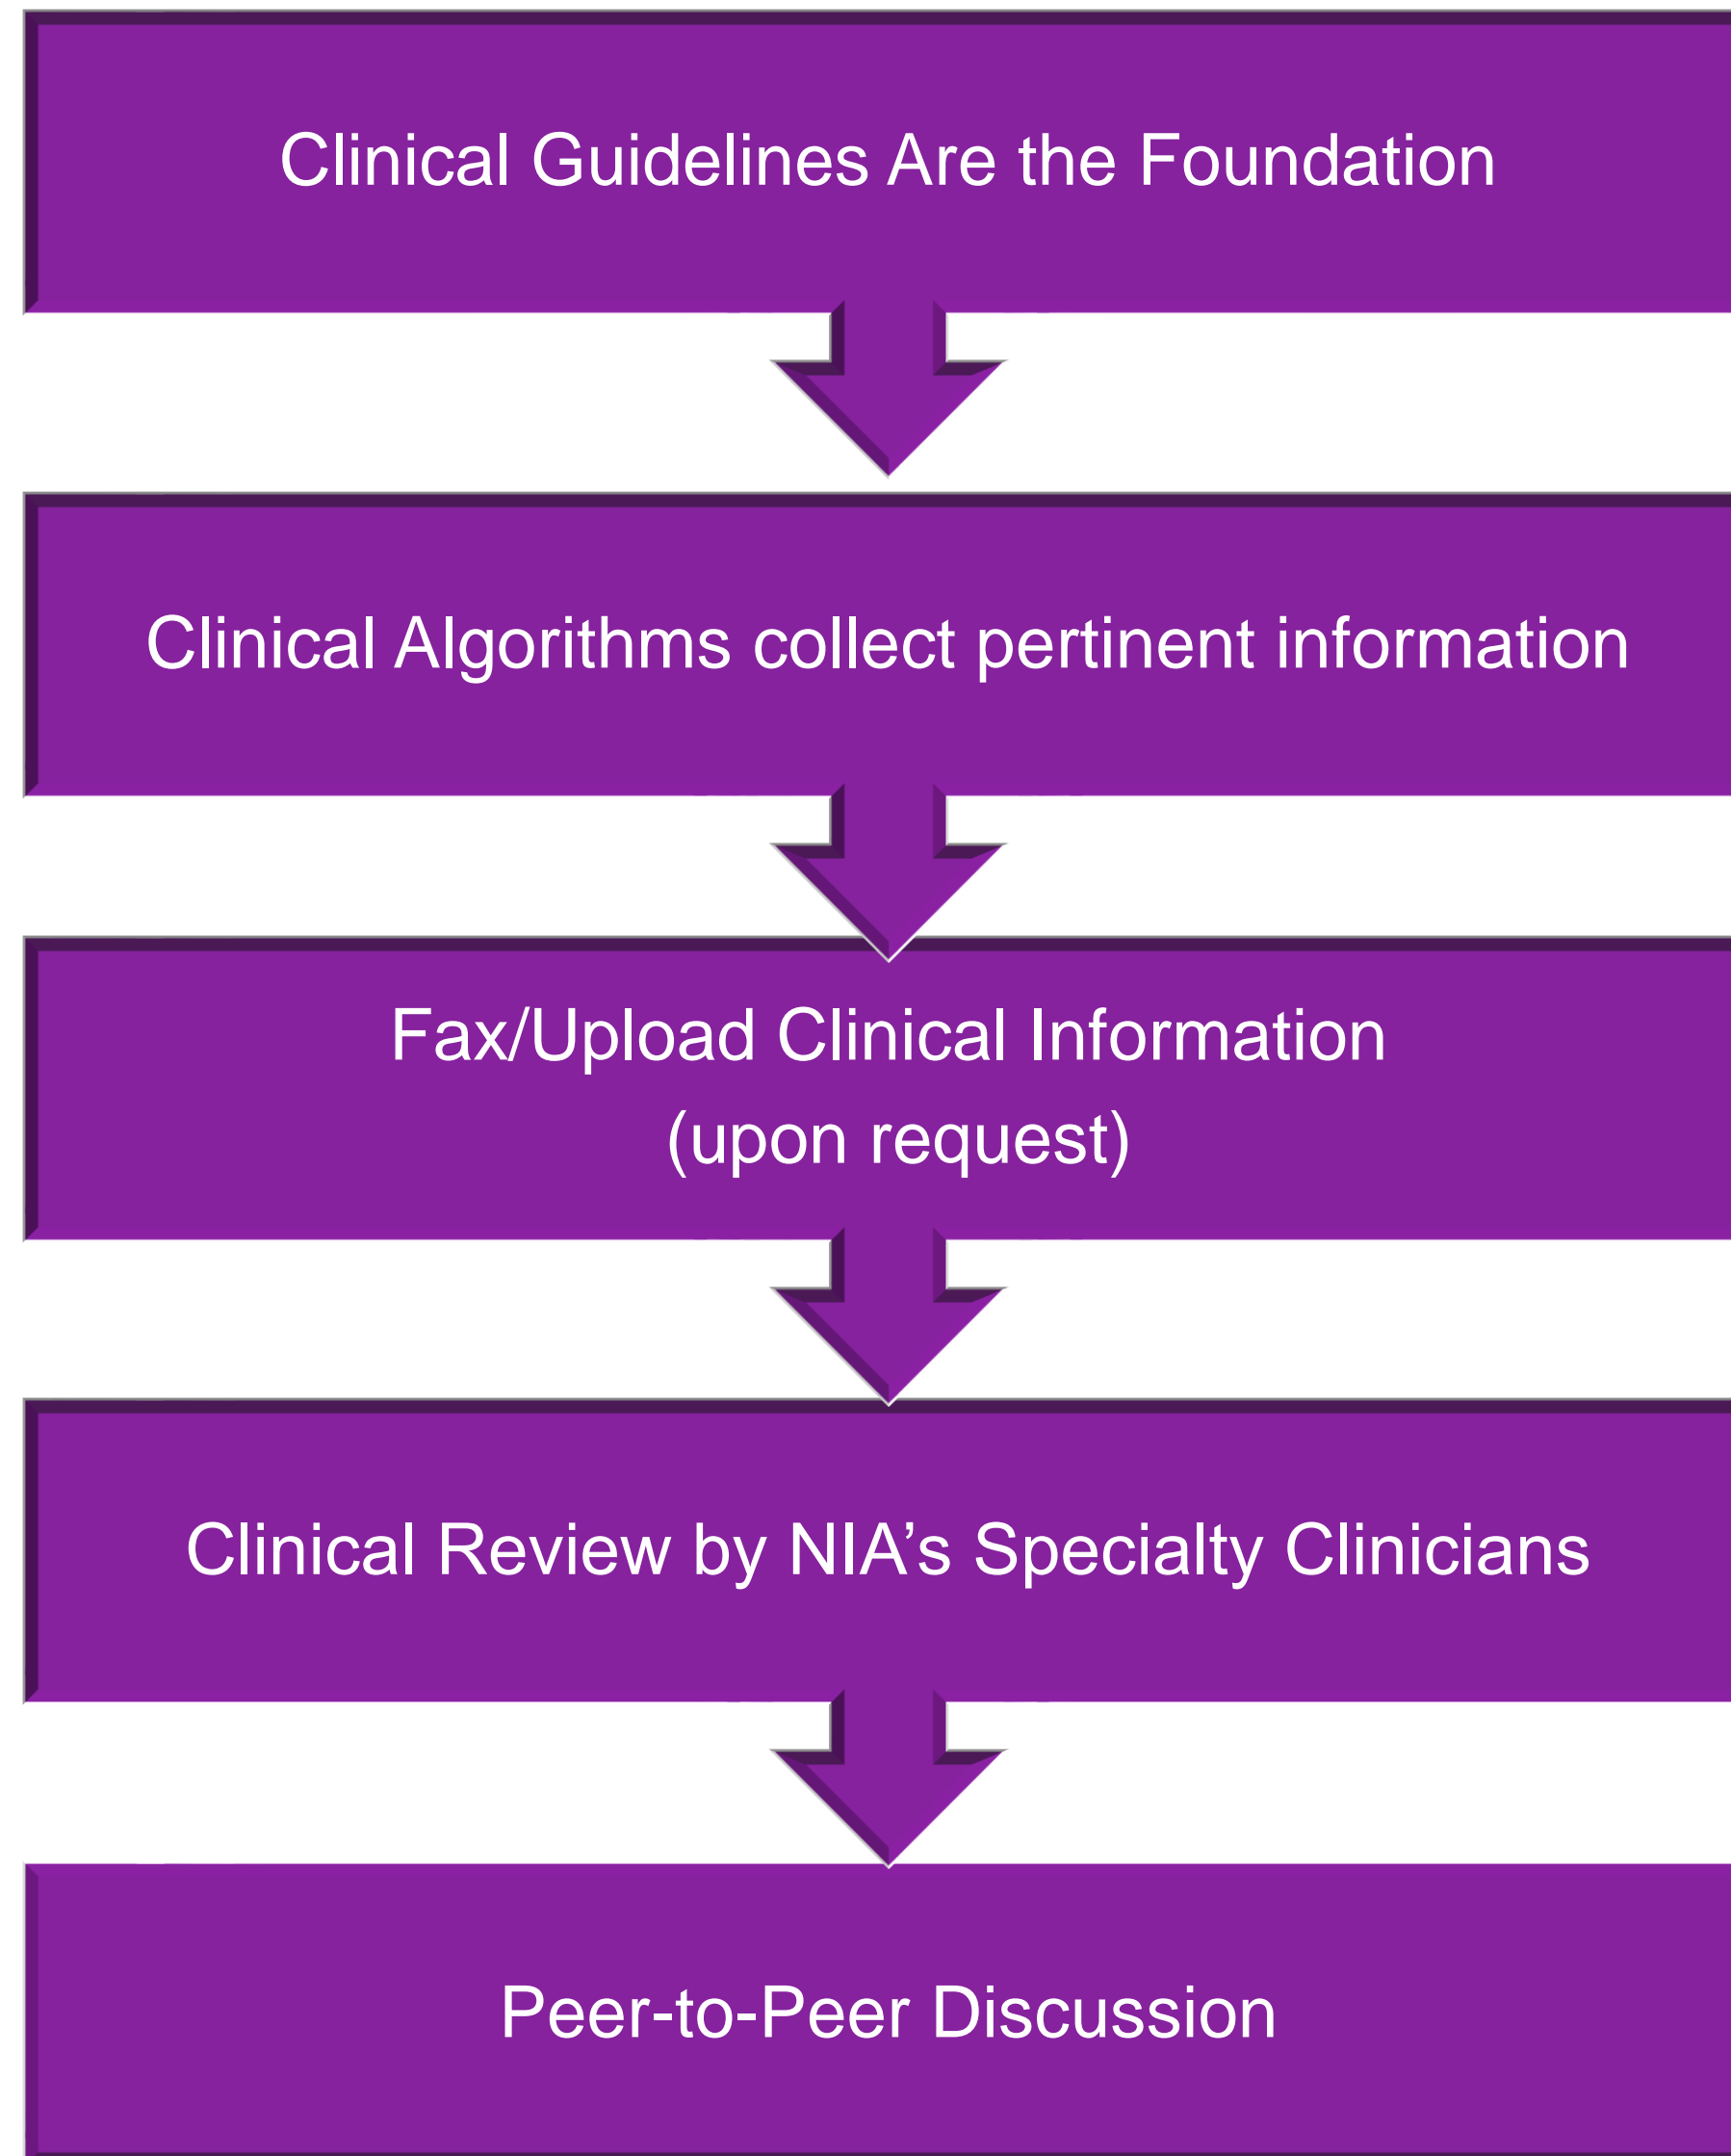 Clinical Guidelines Are the Foundation
Clinical Algorithms collect pertinent information
Fax/Upload Clinical Information
(upon request)
Clinical Review by NIA’s Specialty Clinicians
Peer-to-Peer Discussion